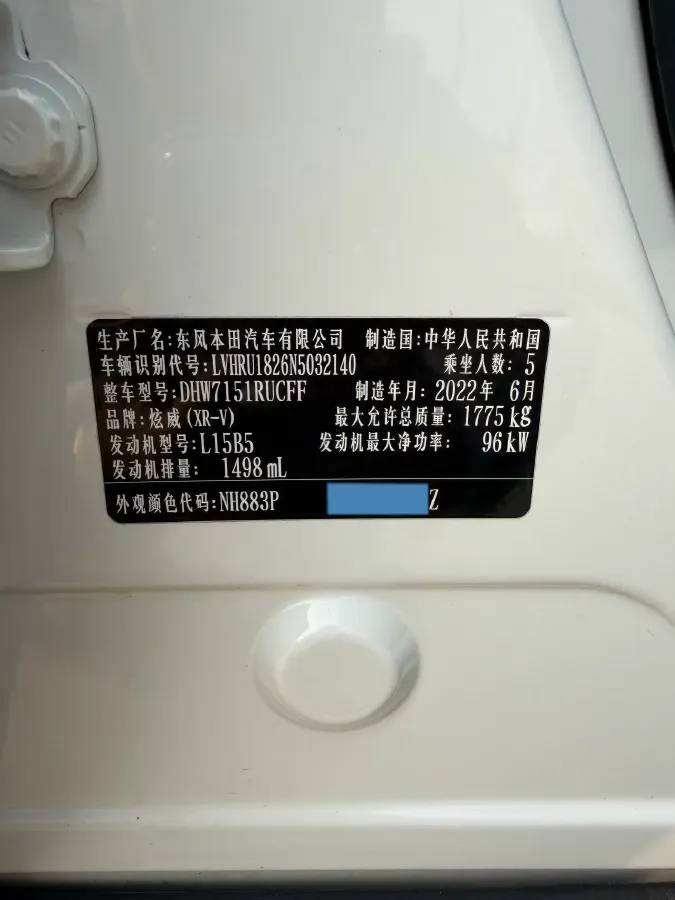 生产厂名:东风本田汽车有限公司 制造国:中华人民共和国
车辆识别代号:LVHRU1826N5032140 乘坐人数: 5
整车型号:DHW7151RUCFF 制造年月: 2022年 6月
品牌:炫威(XR-V) 最大允许总质量: 1775kg
发动机型号:L15B5 发动机最大净功率: 96kW
发动机排量: 1498mL
外观颜色代码:NH883P Z